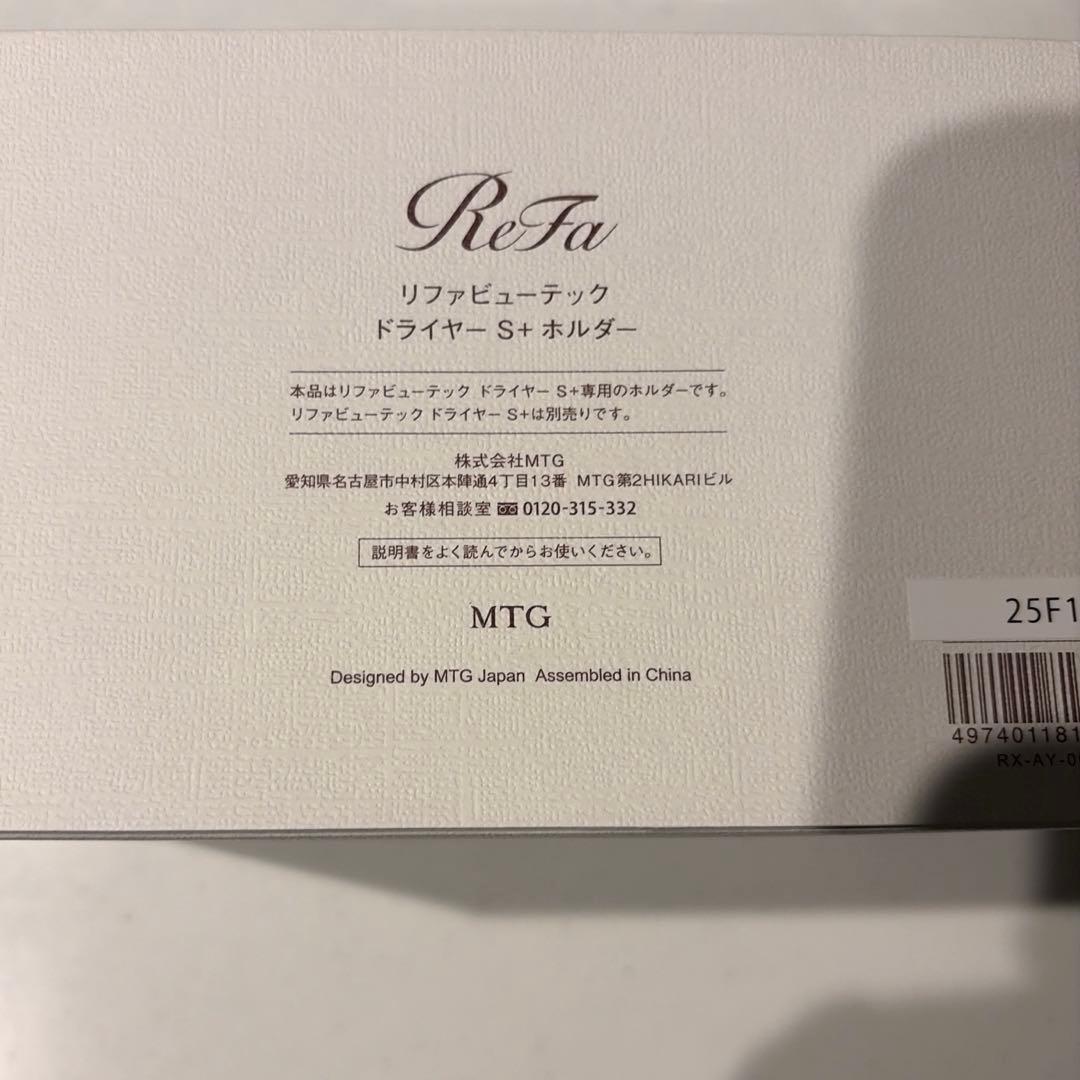 ReFa
リファビューテック
ドライヤー S+ ホルダー
本品はリファビューテック ドライヤー S+専用のホルダーです。
リファビューテック ドライヤー S+は別売りです。
株式会社MTG
愛知県名古屋市中村区本陣通4丁目13番 MTG第2HIKARIビル
お客様相談室 0120-315-332
説明書をよく読んでからお使いください。
MTG
Designed by MTG Japan Assembled in China
25F1
497401181
RX-AY-0